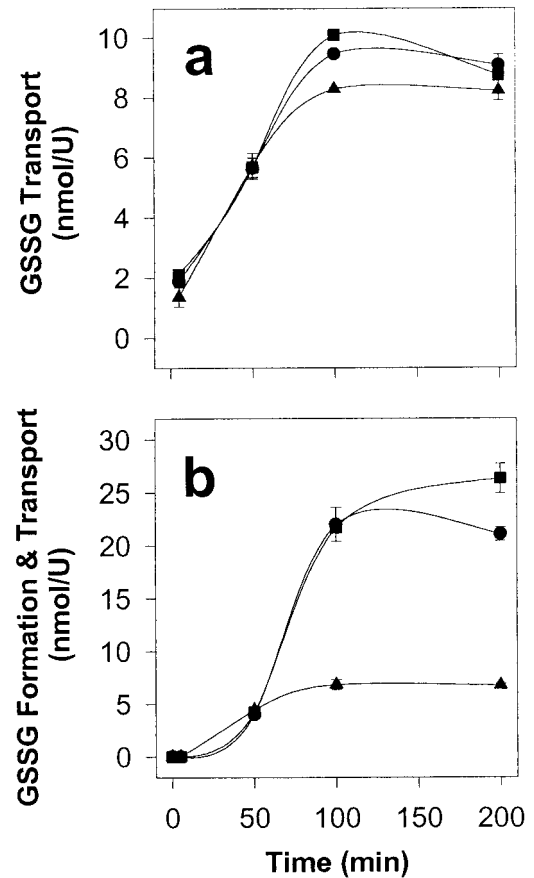 a
GSSG Transport
(nmol/U)
10
8
6
4
2
0
b
GSSG Formation & Transport
(nmol/U)
30
25
20
15
10
5
0
0 50 100 150 200
Time (min)